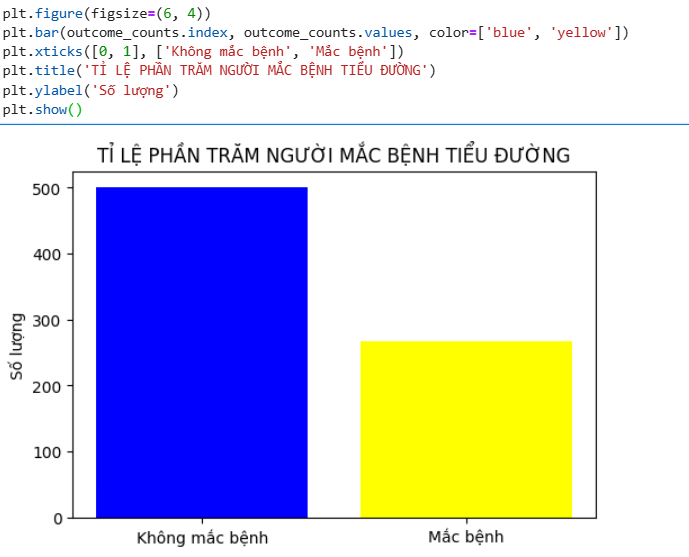 plt.figure(figsize=(6, 4))
plt.bar(outcome_counts.index, outcome_counts.values, color=['blue', 'yellow'])
plt.xticks([0, 1], ['Không mắc bệnh', 'Mắc bệnh'])
plt.title('TỈ LỆ PHẦN TRĂM NGƯỜI MẮC BỆNH TIỂU ĐƯỜNG')
plt.ylabel('Số lượng')
plt.show()
TỈ LỆ PHẦN TRĂM NGƯỜI MẮC BỆNH TIỂU ĐƯỜNG
500
400
300
200
100
0
Số lượng
Không mắc bệnh
Mắc bệnh